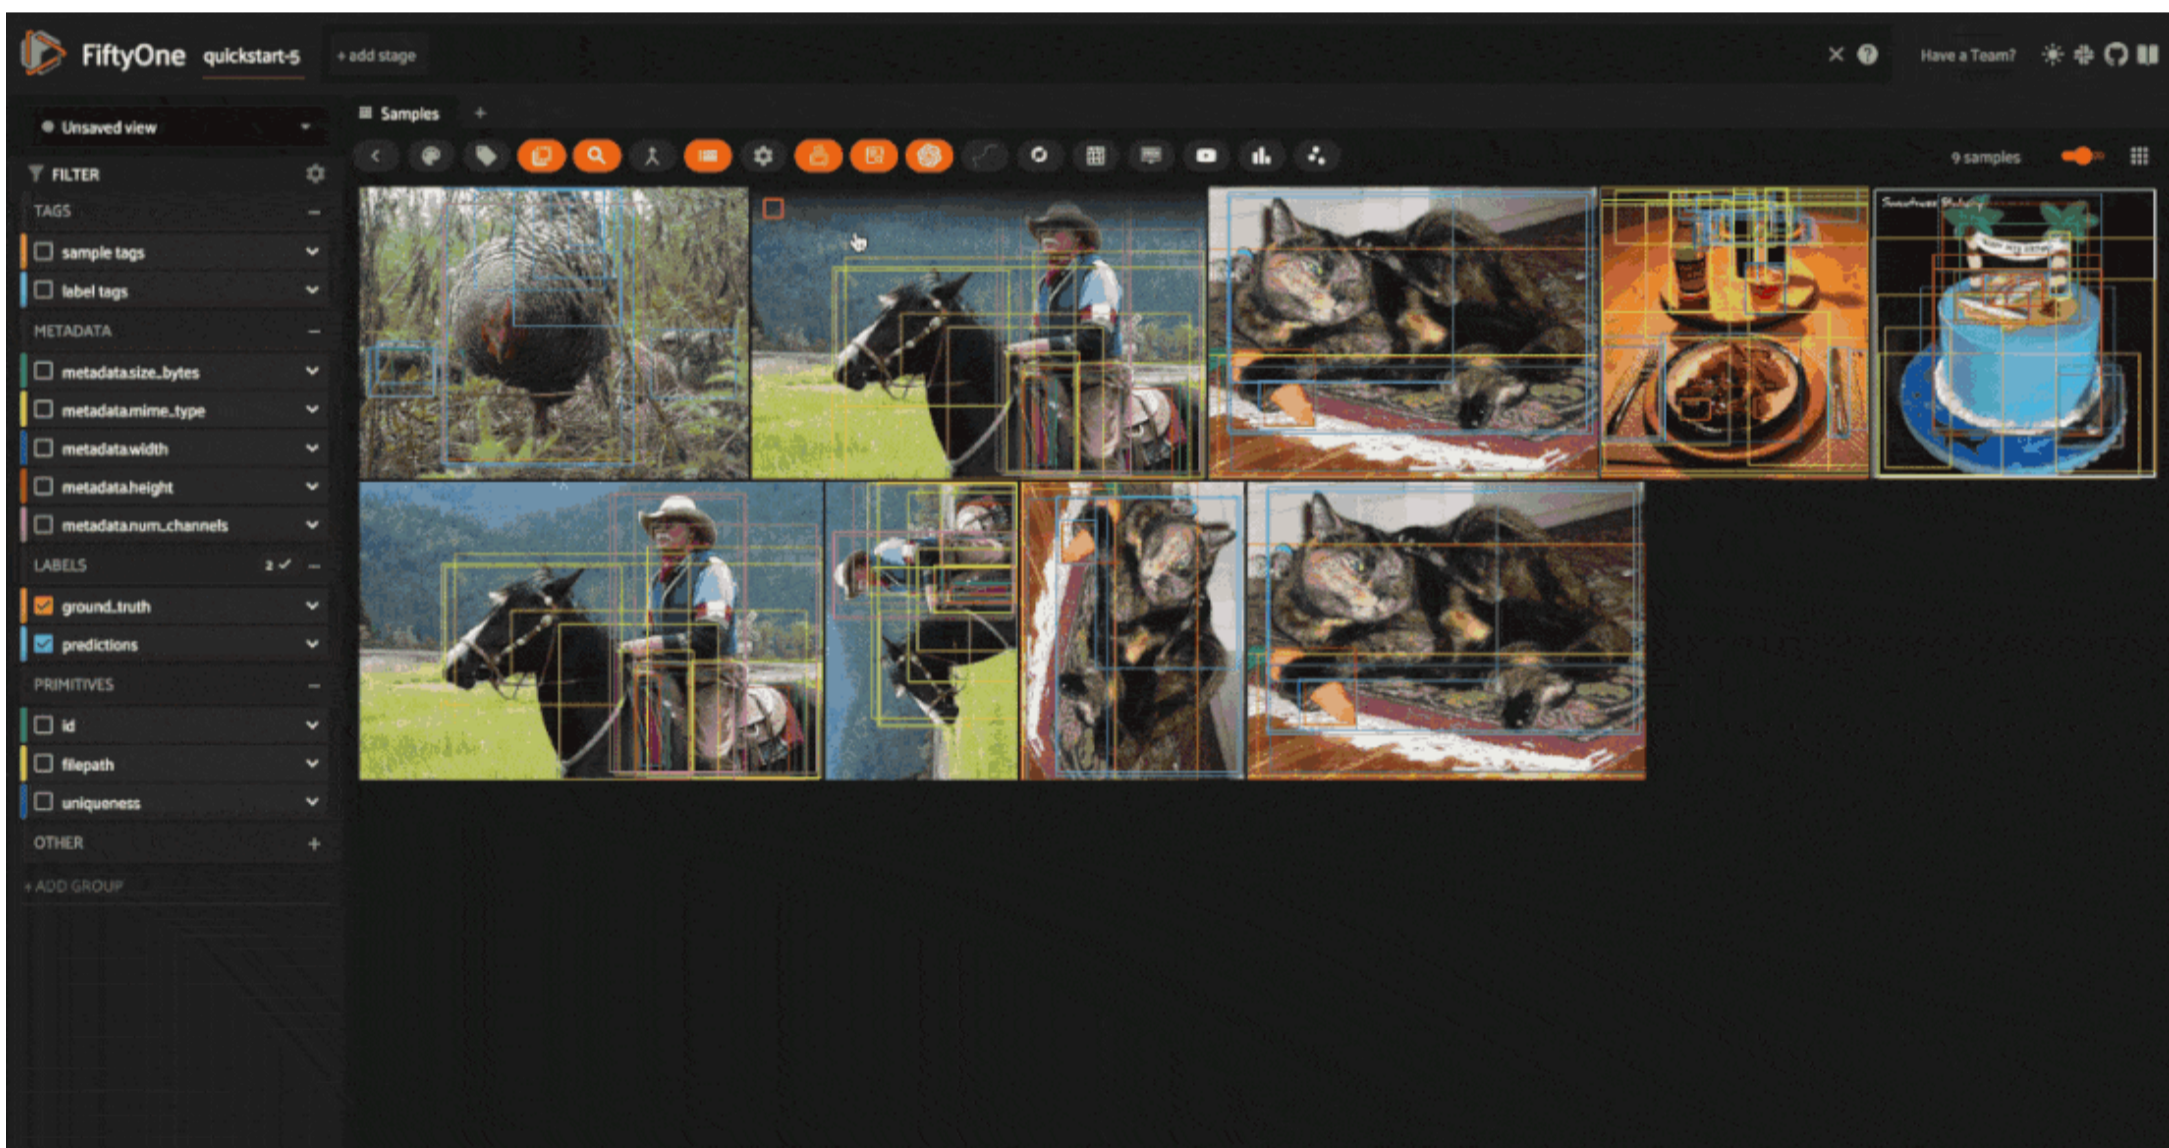 FiftyOne
quickstart-5
+ add stage
Have a Team?
Unsaved view
Samples
+
9 samples
FILTER
TAGS
sample tags
label tags
METADATA
metadata.size_bytes
metadata.mime_type
metadata.width
metadata.height
metadata.num_channels
LABELS
2
ground_truth
predictions
PRIMITIVES
id
filepath
uniqueness
OTHER
+ ADD GROUP